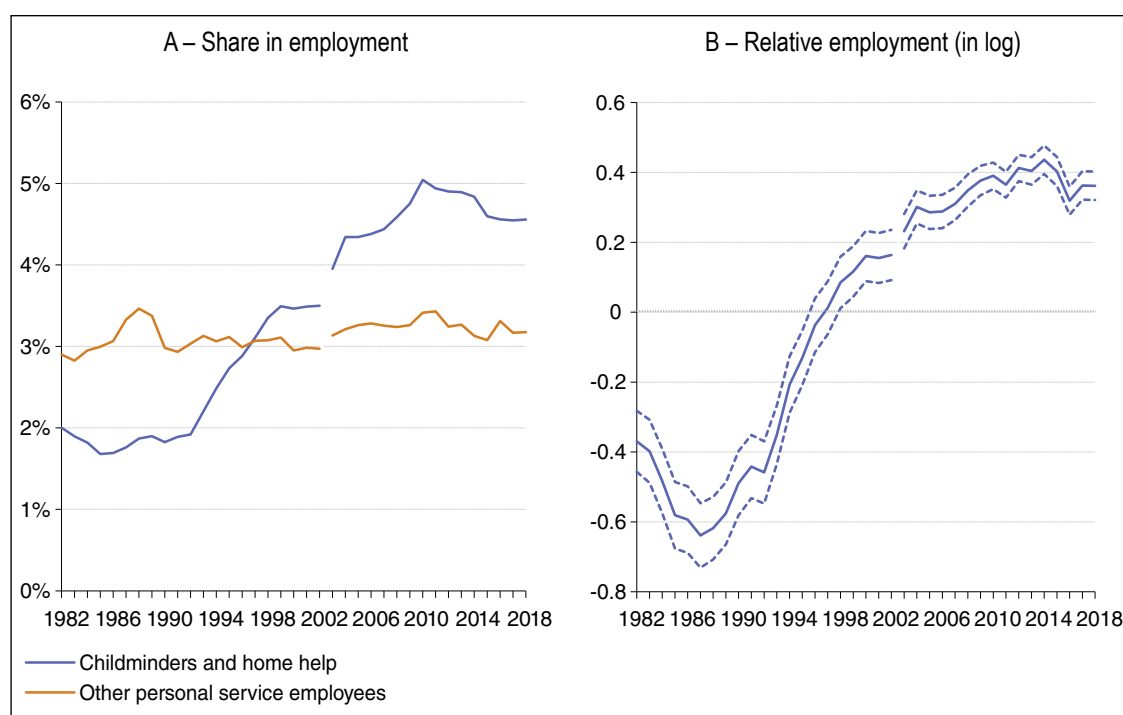 A – Share in employment
B – Relative employment (in log)
6%
5%
4%
3%
2%
1%
0%
1982 1986 1990 1994 1998 2002 2006 2010 2014 2018
0.6
0.4
0.2
0
-0.2
-0.4
-0.6
-0.8
1982 1986 1990 1994 1998 2002 2006 2010 2014 2018
Childminders and home help
Other personal service employees